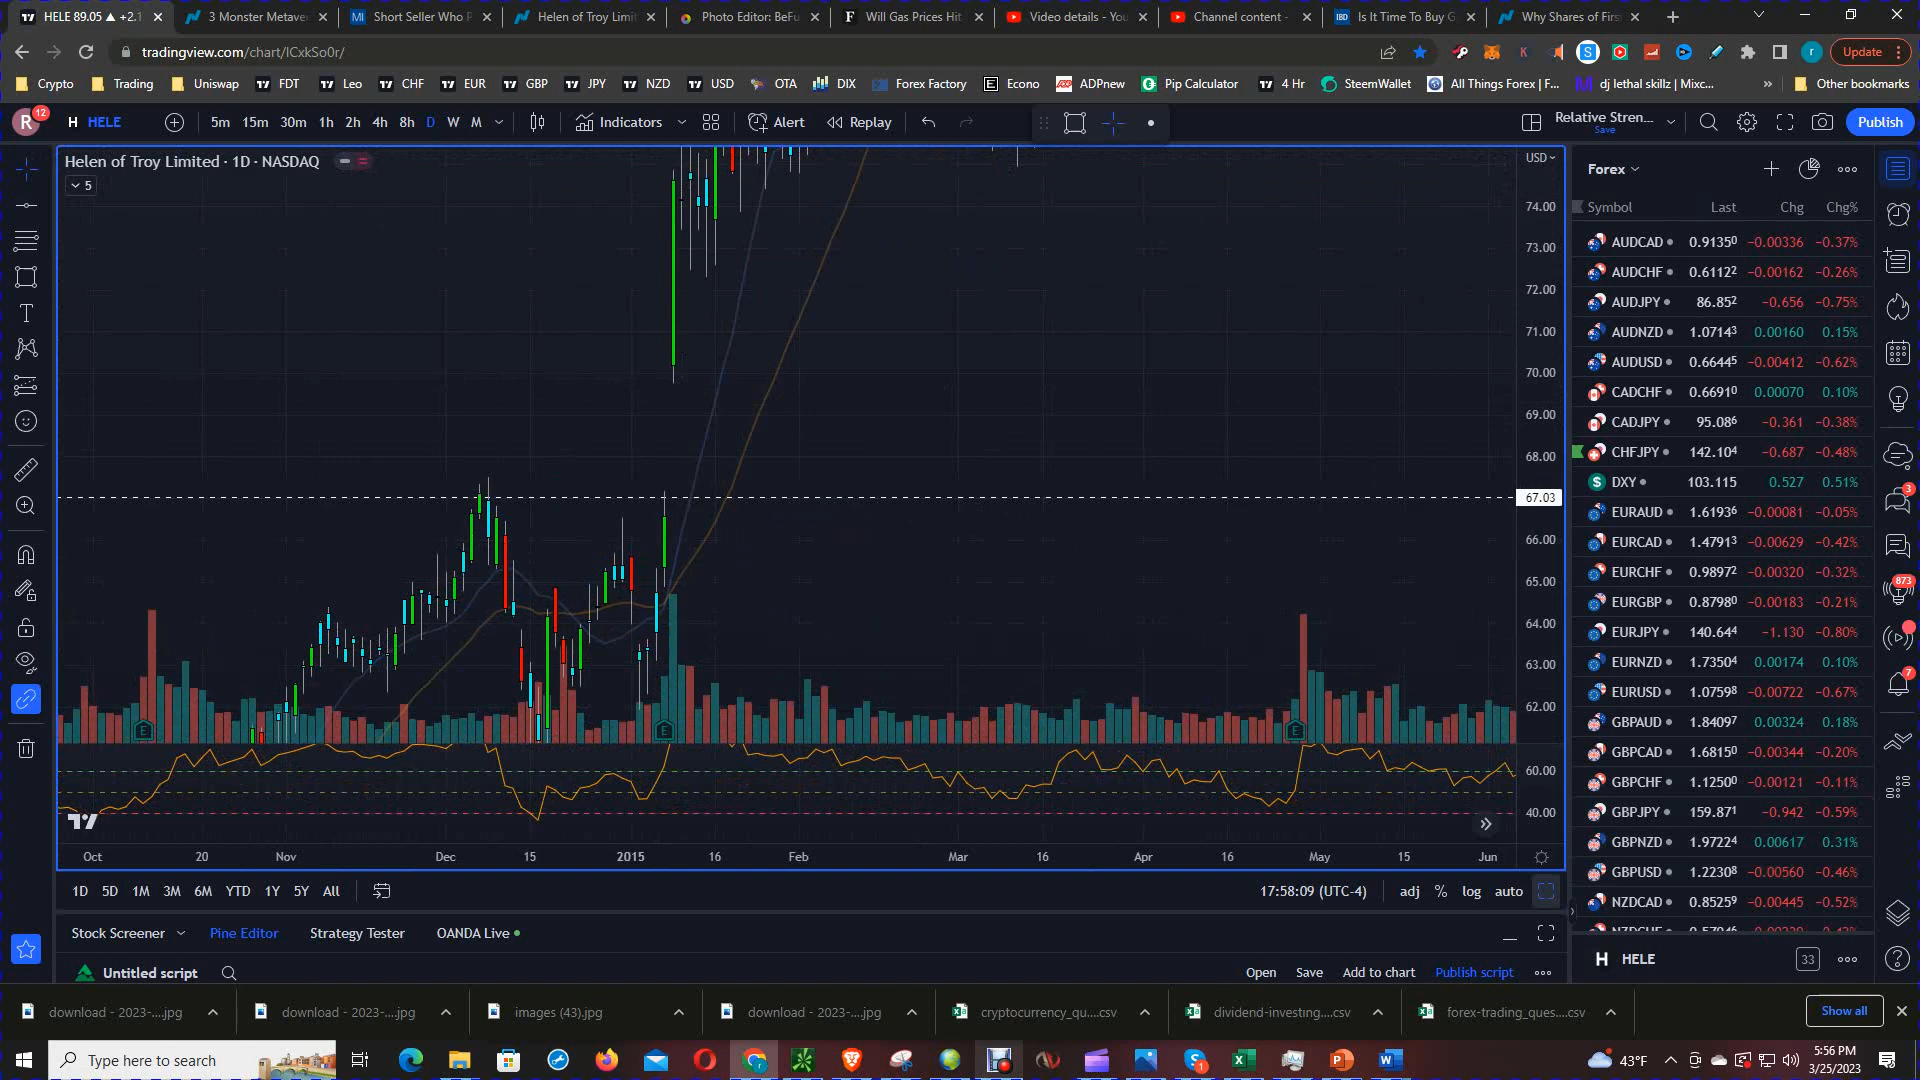 HELE 89.05 ▲ +2.1
3 Monster Metave
Short Seller Who P
Helen of Troy Limit
Photo Editor: BeFu
Will Gas Prices Hit
Video details - You
Channel content -
Is It Time To Buy G
Why Shares of Firs
tradingview.com/chart/ICxkSo0r/
Update
Crypto
Trading
Uniswap
FDT
Leo
CHF
EUR
GBP
JPY
NZD
USD
OTA
DIX
Forex Factory
Econo
ADPnew
Pip Calculator
4 Hr
SteemWallet
All Things Forex | F...
dj lethal skillz | Mixc...
Other bookmarks
R 12
H HELE
5m 15m 30m 1h 2h 4h 8h D W M
Indicators
Alert
Replay
Relative Stren...
Save
Publish
Helen of Troy Limited · 1D · NASDAQ
5
USD
74.00
73.00
72.00
71.00
70.00
69.00
68.00
67.03
66.00
65.00
64.00
63.00
62.00
60.00
40.00
E
E
E
Oct 20 Nov Dec 15 2015 16 Feb Mar 16 Apr 16 May 15 Jun
1D 5D 1M 3M 6M YTD 1Y 5Y All
17:58:09 (UTC-4)
adj % log auto
Stock Screener
Pine Editor
Strategy Tester
OANDA Live
Untitled script
Open Save Add to chart Publish script
Forex
Symbol Last Chg Chg%
AUDCAD 0.91350 −0.00336 −0.37%
AUDCHF 0.61122 −0.00162 −0.26%
AUDJPY 86.852 −0.656 −0.75%
AUDNZD 1.07143 0.00160 0.15%
AUDUSD 0.66445 −0.00412 −0.62%
CADCHF 0.66910 0.00070 0.10%
CADJPY 95.086 −0.361 −0.38%
CHFJPY 142.104 −0.687 −0.48%
DXY 103.115 0.527 0.51%
EURAUD 1.61936 −0.00081 −0.05%
EURCAD 1.47913 −0.00629 −0.42%
EURCHF 0.98972 −0.00320 −0.32%
EURGBP 0.87980 −0.00183 −0.21%
EURJPY 140.644 −1.130 −0.80%
EURNZD 1.73504 0.00174 0.10%
EURUSD 1.07598 −0.00722 −0.67%
GBPAUD 1.84097 0.00324 0.18%
GBPCAD 1.68150 −0.00344 −0.20%
GBPCHF 1.12500 −0.00121 −0.11%
GBPJPY 159.871 −0.942 −0.59%
GBPNZD 1.97224 0.00617 0.31%
GBPUSD 1.22308 −0.00560 −0.46%
NZDCAD 0.85259 −0.00445 −0.52%
H HELE
33
3
873
7
download - 2023-....jpg
download - 2023-....jpg
images (43).jpg
download - 2023-....jpg
cryptocurrency_qu....csv
dividend-investing....csv
forex-trading_ques....csv
Show all
Type here to search
43°F
5:56 PM
3/25/2023